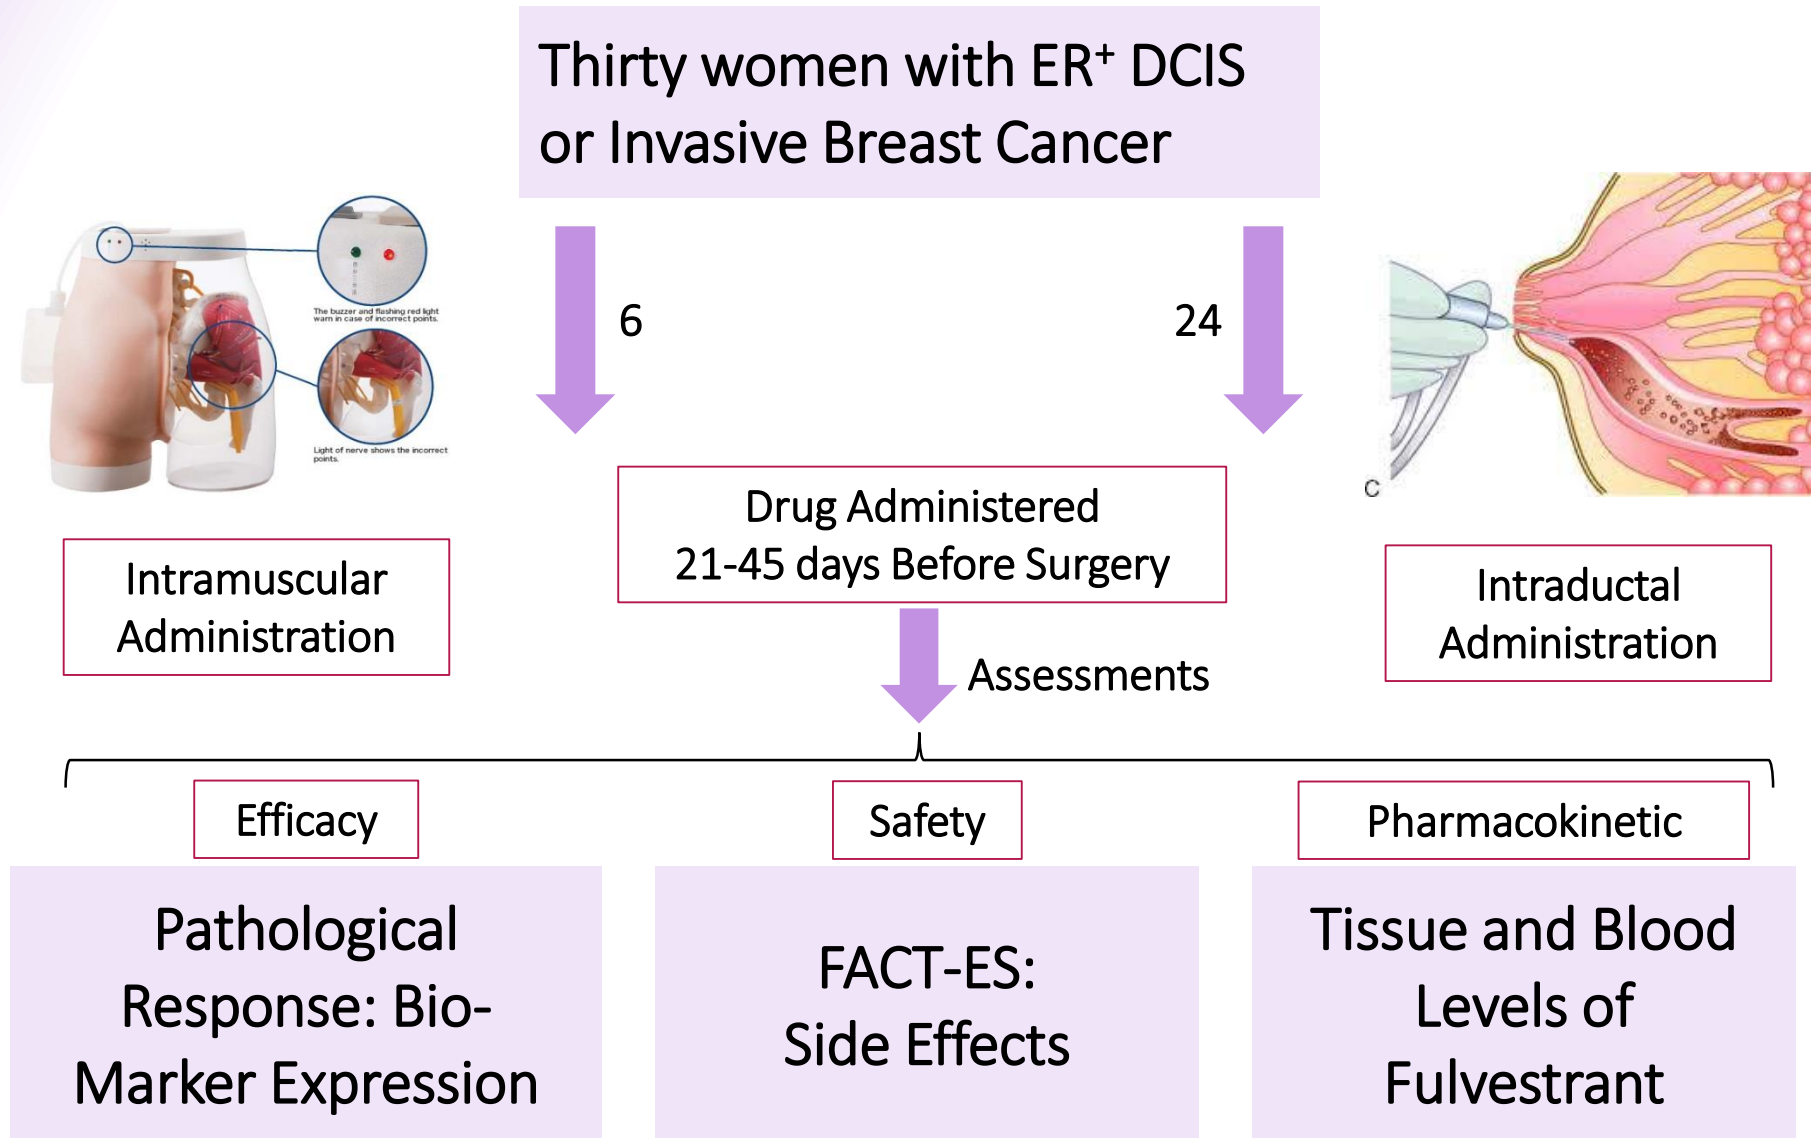 Thirty women with ER+ DCIS
or Invasive Breast Cancer
The buzzer and flashing red light
warn in case of incorrect points.
Light of nerve shows the incorrect
points.
6
24
C
Drug Administered
21-45 days Before Surgery
Intramuscular
Administration
Intraductal
Administration
Assessments
Efficacy
Safety
Pharmacokinetic
Pathological
Response: Bio-
Marker Expression
FACT-ES:
Side Effects
Tissue and Blood
Levels of
Fulvestrant